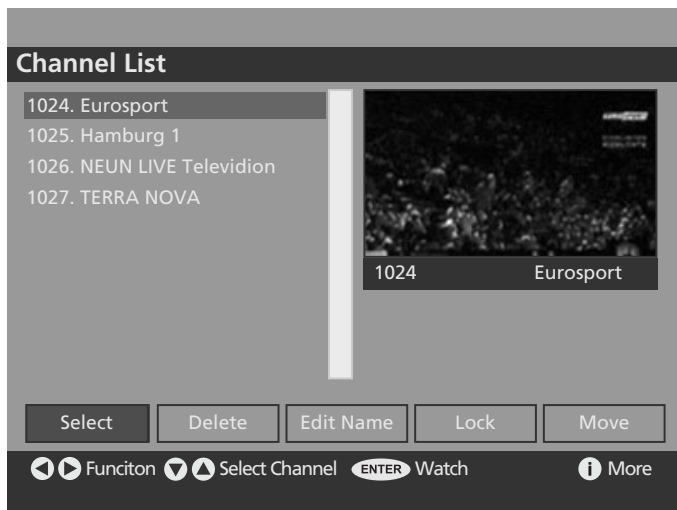 Channel List
1024. Eurosport
1025. Hamburg 1
1026. NEUN LIVE Televidion
1027. TERRA NOVA
1024 Eurosport
Select Delete Edit Name Lock Move
Funciton Select Channel ENTER Watch i More